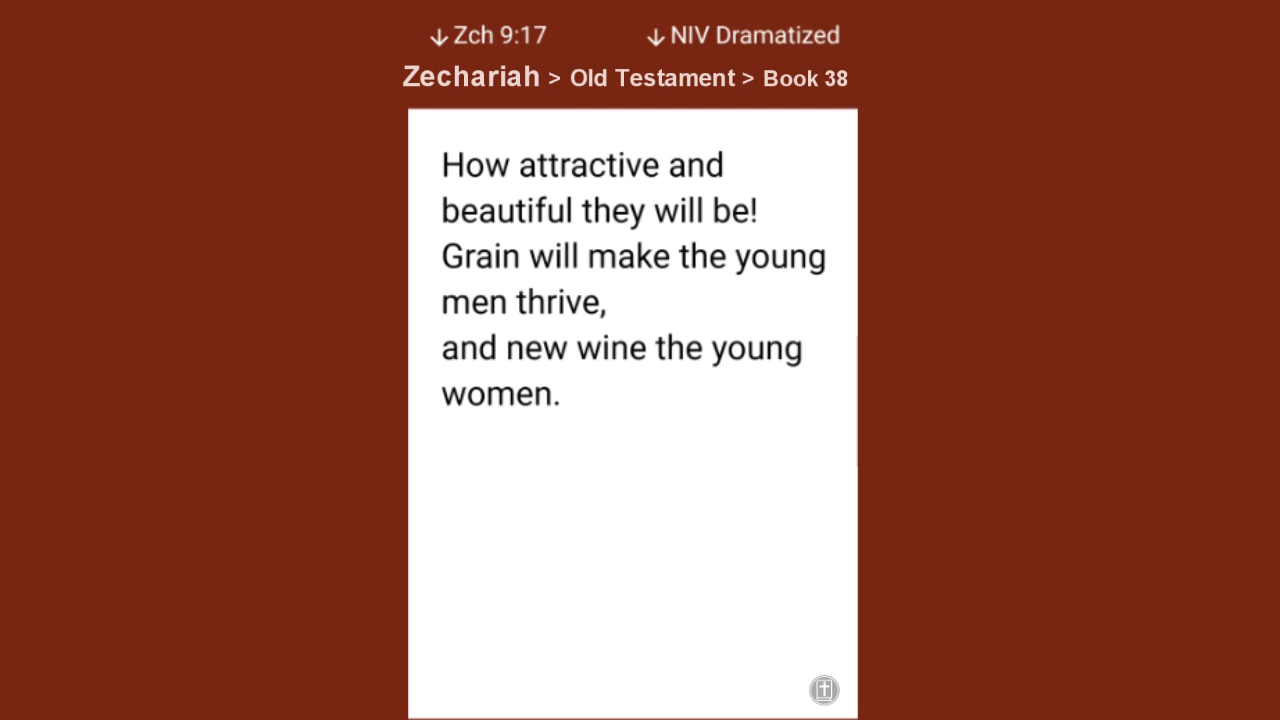 ↓ Zch 9:17 ↓ NIV Dramatized
Zechariah > Old Testament > Book 38
How attractive and
beautiful they will be!
Grain will make the young
men thrive,
and new wine the young
women.